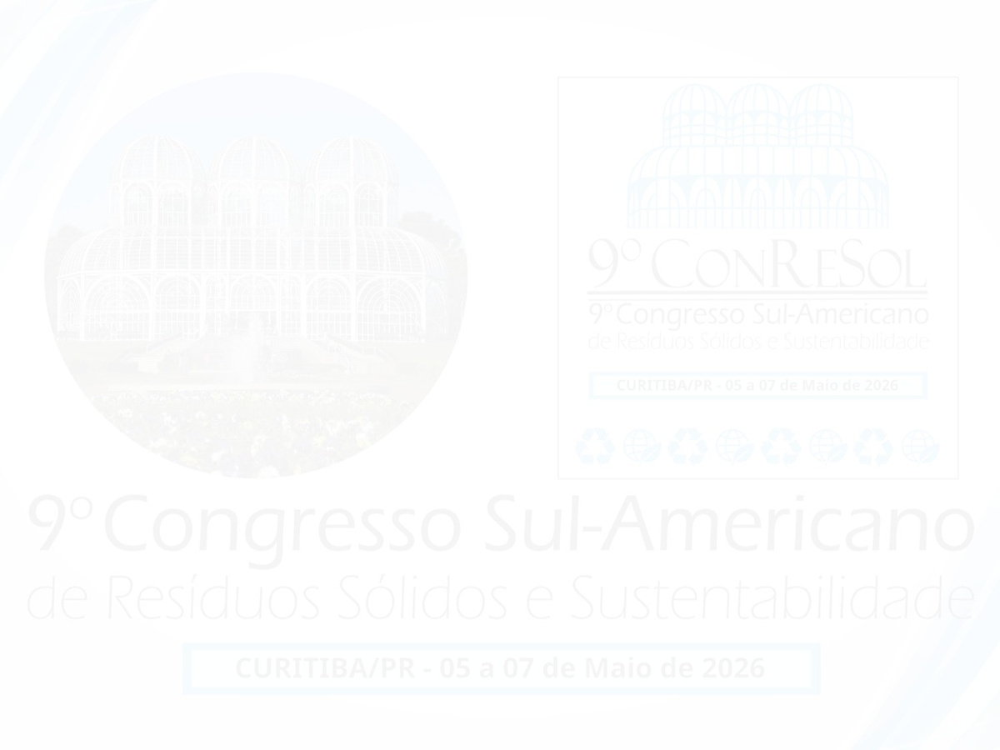 9º CONRESOL
9º Congresso Sul-Americano
de Resíduos Sólidos e Sustentabilidade
CURITIBA/PR - 05 a 07 de Maio de 2026
9º Congresso Sul-Americano
de Resíduos Sólidos e Sustentabilidade
CURITIBA/PR - 05 a 07 de Maio de 2026